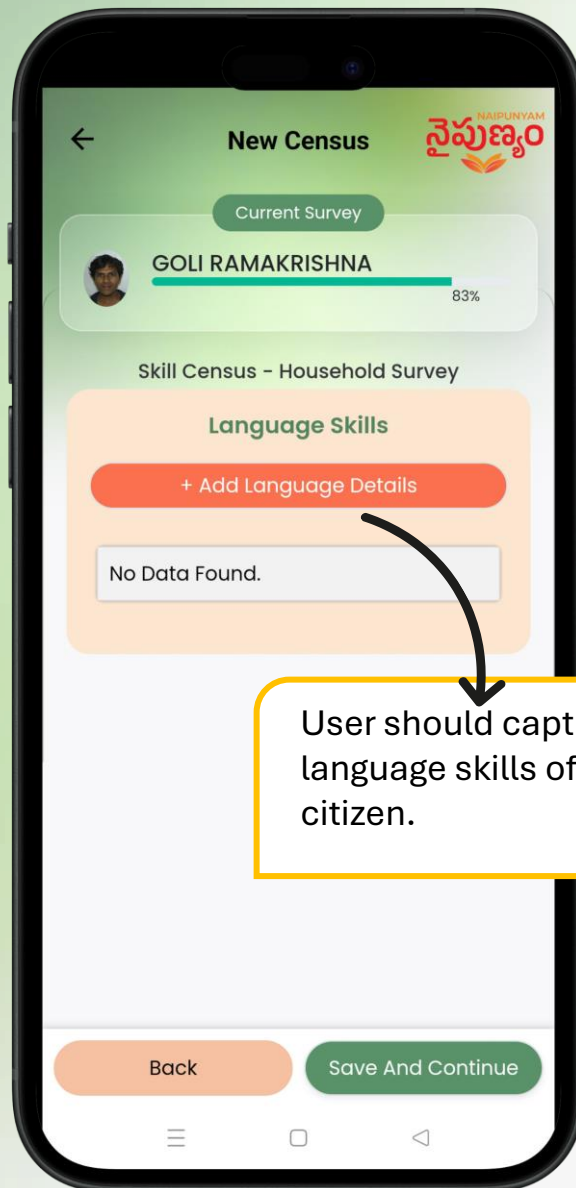 New Census
NAIPUNYAM
నైపుణ్యం
Current Survey
GOLI RAMAKRISHNA
83%
Skill Census - Household Survey
Language Skills
+ Add Language Details
No Data Found.
User should capt
language skills of
citizen.
Back
Save And Continue